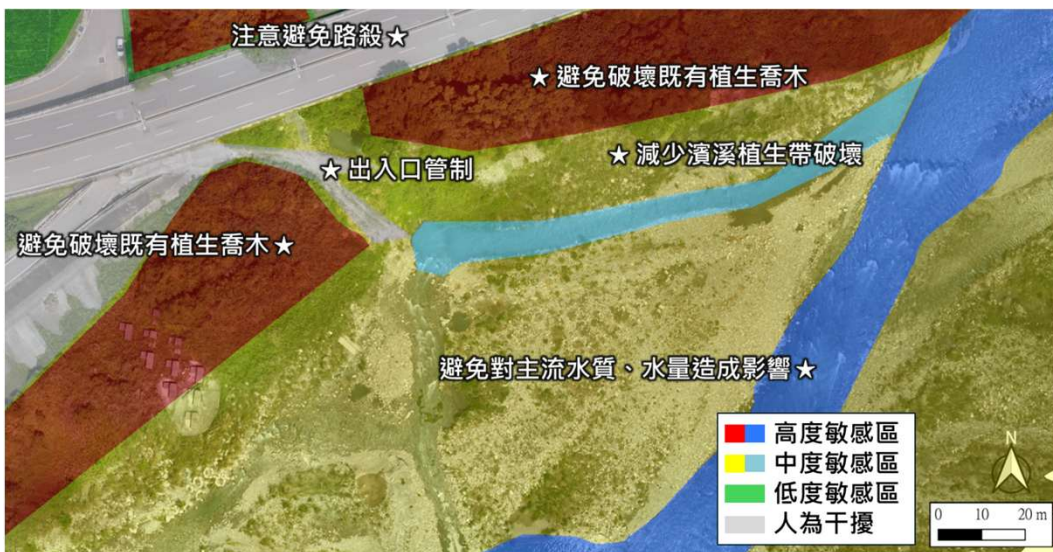 注意避免路殺★
★避免破壞既有植生喬木
★減少濱溪植生帶破壞
★出入口管制
避免破壞既有植生喬木★
避免對主流水質、水量造成影響★
高度敏感區
中度敏感區
低度敏感區
人為干擾
N
0 10 20 m